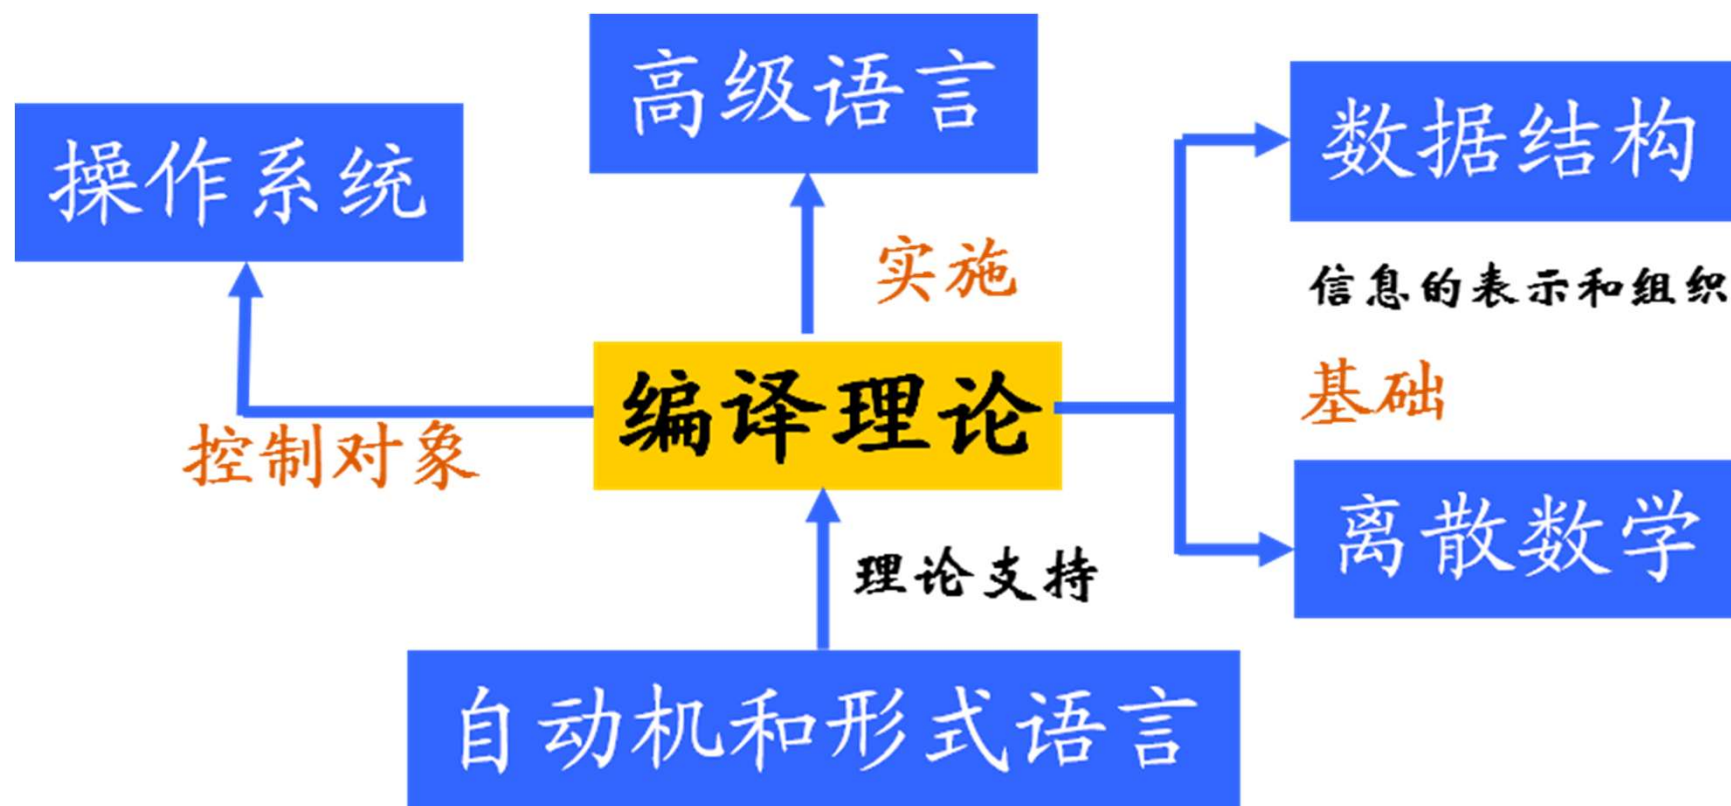 高级语言
操作系统
数据结构
实施
信息的表示和组织
编译理论
基础
控制对象
理论支持
离散数学
自动机和形式语言